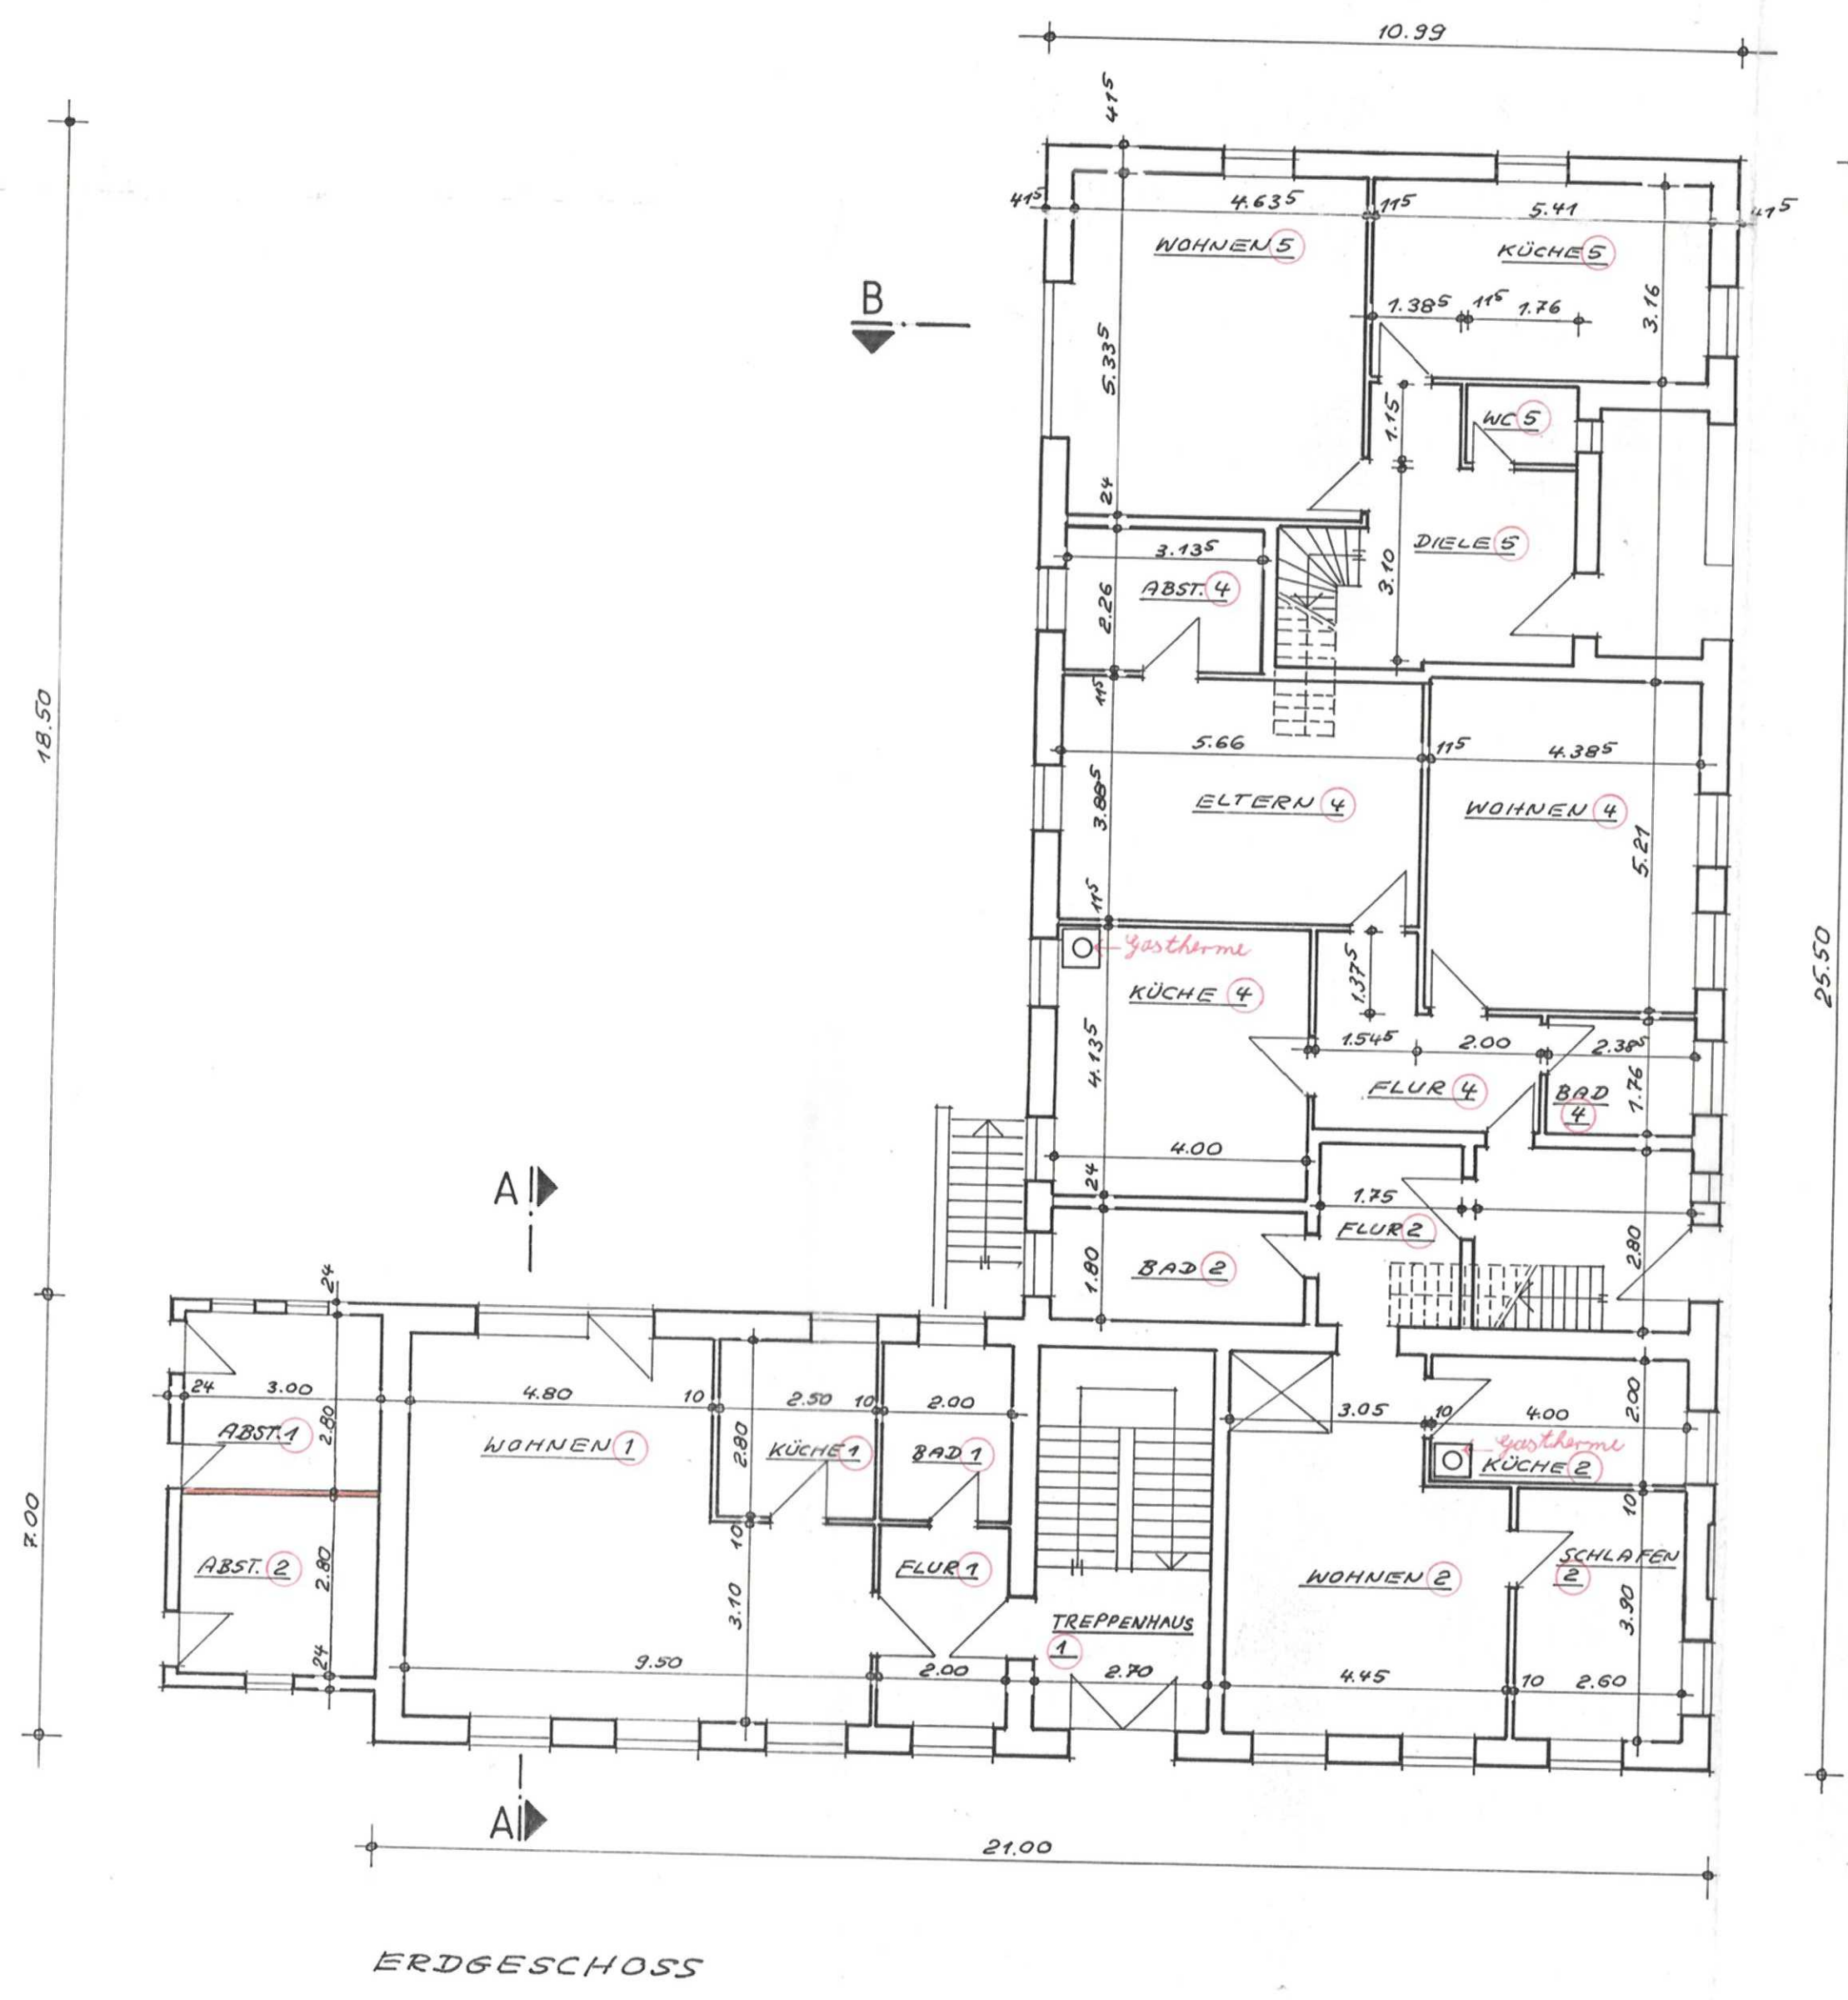 10.99
41⁵
41⁵
4.63⁵
11⁵
5.41
41⁵
WOHNEN 5
KÜCHE 5
B
1.38⁵
11⁵
1.76
3.16
5.33⁵
1.15
WC 5
24
DIELE 5
3.13⁵
ABST. 4
3.10
2.26
11⁵
18.50
5.66
11⁵
4.38⁵
3.88⁵
ELTERN 4
WOHNEN 4
5.21
11⁵
Gastherme
1.37⁵
25.50
KÜCHE 4
4.13⁵
1.54⁵
2.00
2.38⁵
FLUR 4
BAD
4
1.76
4.00
24
A
1.75
FLUR 2
2.80
BAD 2
1.80
24
24
3.00
4.80
10
2.50
10
2.00
3.05
10
4.00
2.00
ABST. 1
2.80
WOHNEN 1
2.80
KÜCHE 1
BAD 1
Gastherme
KÜCHE 2
7.00
10
10
ABST. 2
2.80
FLUR 1
WOHNEN 2
SCHLAFEN
2
3.10
3.90
TREPPENHAUS
1
24
9.50
2.00
2.70
4.45
10
2.60
A
21.00
ERDGESCHOSS